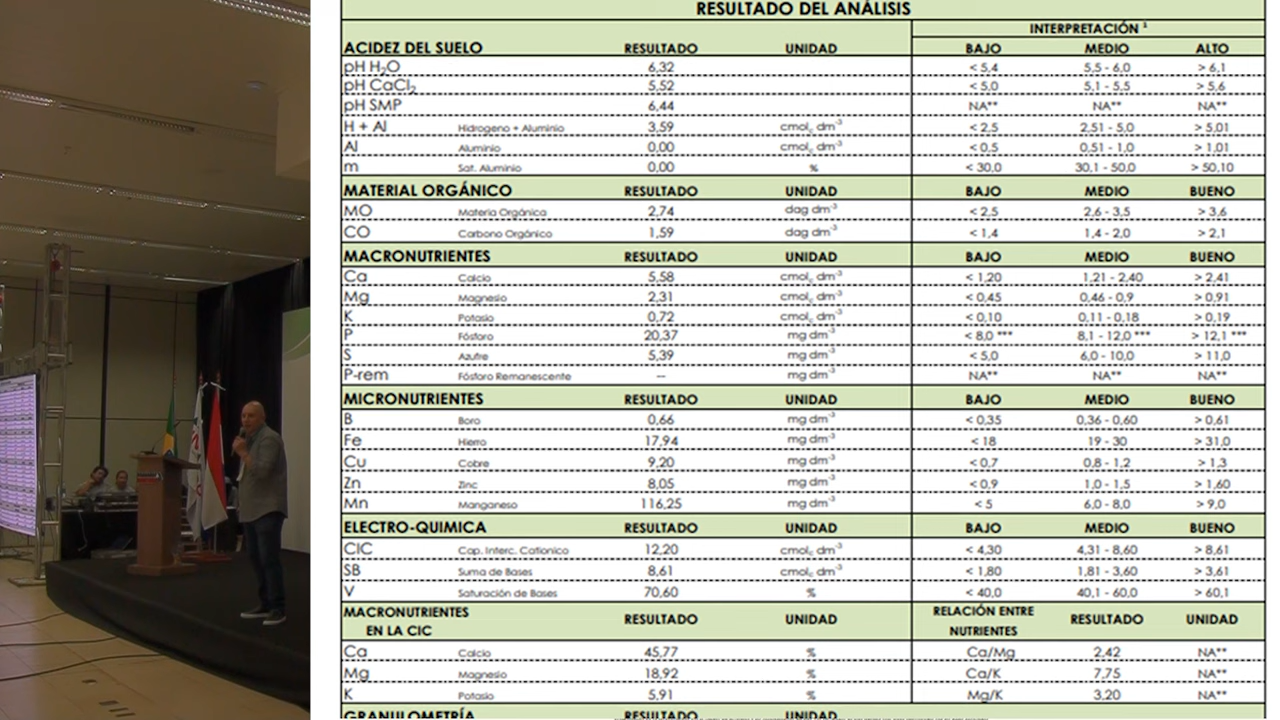 RESULTADO DEL ANÁLISIS
INTERPRETACIÓN ¹
ACIDEZ DEL SUELO RESULTADO UNIDAD BAJO MEDIO ALTO
pH H₂O 6,32 < 5,4 5,5 - 6,0 > 6,1
pH CaCl₂ 5,52 < 5,0 5,1 - 5,5 > 5,6
pH SMP 6,44 NA** NA** NA**
H + Al Hidrogeno + Aluminio 3,59 cmolc dm⁻³ < 2,5 2,51 - 5,0 > 5,01
Al Aluminio 0,00 cmolc dm⁻³ < 0,5 0,51 - 1,0 > 1,01
m Sat. Aluminio 0,00 % < 30,0 30,1 - 50,0 > 50,10
MATERIAL ORGÁNICO RESULTADO UNIDAD BAJO MEDIO BUENO
MO Materia Orgánica 2,74 dag dm⁻³ < 2,5 2,6 - 3,5 > 3,6
CO Carbono Orgánico 1,59 dag dm⁻³ < 1,4 1,4 - 2,0 > 2,1
MACRONUTRIENTES RESULTADO UNIDAD BAJO MEDIO BUENO
Ca Calcio 5,58 cmolc dm⁻³ < 1,20 1,21 - 2,40 > 2,41
Mg Magnesio 2,31 cmolc dm⁻³ < 0,45 0,46 - 0,9 > 0,91
K Potasio 0,72 cmolc dm⁻³ < 0,10 0,11 - 0,18 > 0,19
P Fósforo 20,37 mg dm⁻³ < 8,0 *** 8,1 - 12,0 *** > 12,1 ***
S Azufre 5,39 mg dm⁻³ < 5,0 6,0 - 10,0 > 11,0
P-rem Fósforo Remanescente -- mg dm⁻³ NA** NA** NA**
MICRONUTRIENTES RESULTADO UNIDAD BAJO MEDIO BUENO
B Boro 0,66 mg dm⁻³ < 0,35 0,36 - 0,60 > 0,61
Fe Hierro 17,94 mg dm⁻³ < 18 19 - 30 > 31,0
Cu Cobre 9,20 mg dm⁻³ < 0,7 0,8 - 1,2 > 1,3
Zn Zinc 8,05 mg dm⁻³ < 0,9 1,0 - 1,5 > 1,60
Mn Manganeso 116,25 mg dm⁻³ < 5 6,0 - 8,0 > 9,0
ELECTRO-QUIMICA RESULTADO UNIDAD BAJO MEDIO BUENO
CIC Cap. Interc. Cationico 12,20 cmolc dm⁻³ < 4,30 4,31 - 8,60 > 8,61
SB Suma de Bases 8,61 cmolc dm⁻³ < 1,80 1,81 - 3,60 > 3,61
V Saturación de Bases 70,60 % < 40,0 40,1 - 60,0 > 60,1
MACRONUTRIENTES EN LA CIC RESULTADO UNIDAD RELACIÓN ENTRE NUTRIENTES RESULTADO UNIDAD
Ca Calcio 45,77 % Ca/Mg 2,42 NA**
Mg Magnesio 18,92 % Ca/K 7,75 NA**
K Potasio 5,91 % Mg/K 3,20 NA**
GRANULOMETRÍA RESULTADO UNIDAD